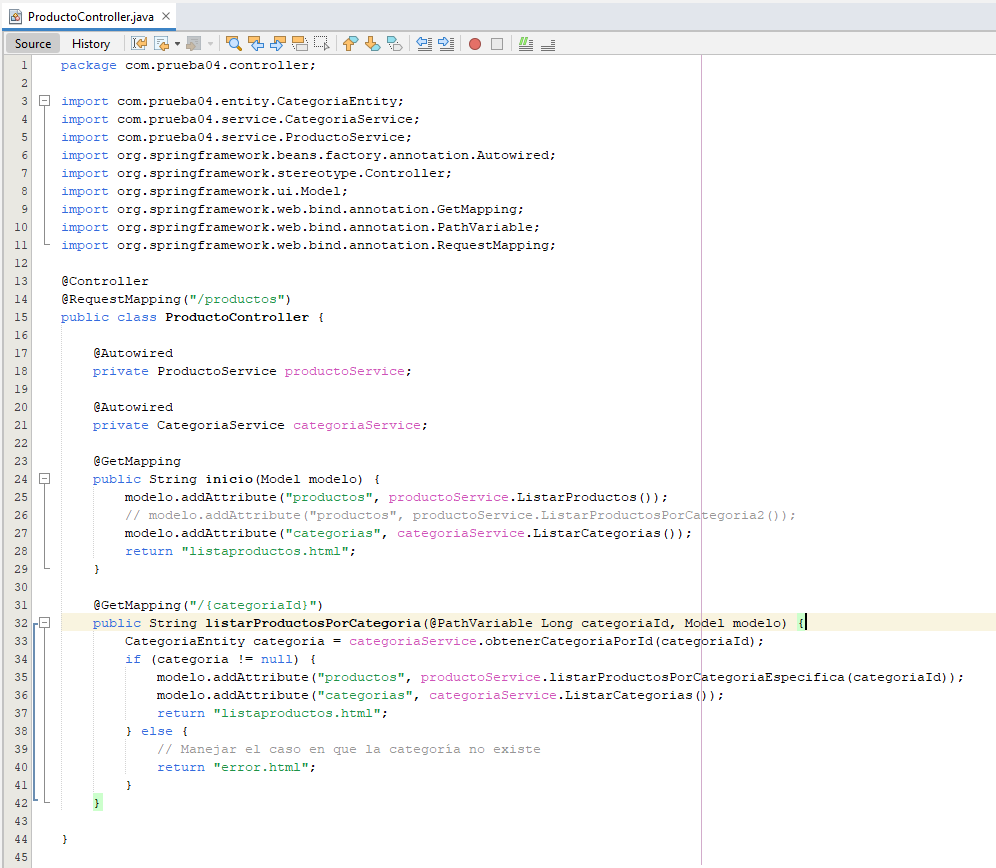 ProductoController.java
Source History
1 package com.prueba04.controller;
2
3 import com.prueba04.entity.CategoriaEntity;
4 import com.prueba04.service.CategoriaService;
5 import com.prueba04.service.ProductoService;
6 import org.springframework.beans.factory.annotation.Autowired;
7 import org.springframework.stereotype.Controller;
8 import org.springframework.ui.Model;
9 import org.springframework.web.bind.annotation.GetMapping;
10 import org.springframework.web.bind.annotation.PathVariable;
11 import org.springframework.web.bind.annotation.RequestMapping;
12
13 @Controller
14 @RequestMapping("/productos")
15 public class ProductoController {
16
17     @Autowired
18     private ProductoService productoService;
19
20     @Autowired
21     private CategoriaService categoriaService;
22
23     @GetMapping
24     public String inicio(Model modelo) {
25         modelo.addAttribute("productos", productoService.ListarProductos());
26         // modelo.addAttribute("productos", productoService.ListarProductosPorCategoria2());
27         modelo.addAttribute("categorias", categoriaService.ListarCategorias());
28         return "listaproductos.html";
29     }
30
31     @GetMapping("/{categoriaId}")
32     public String listarProductosPorCategoria(@PathVariable Long categoriaId, Model modelo) {
33         CategoriaEntity categoria = categoriaService.obtenerCategoriaPorId(categoriaId);
34         if (categoria != null) {
35             modelo.addAttribute("productos", productoService.listarProductosPorCategoriaEspecifica(categoriaId));
36             modelo.addAttribute("categorias", categoriaService.ListarCategorias());
37             return "listaproductos.html";
38         } else {
39             // Manejar el caso en que la categoría no existe
40             return "error.html";
41         }
42     }
43
44 }
45